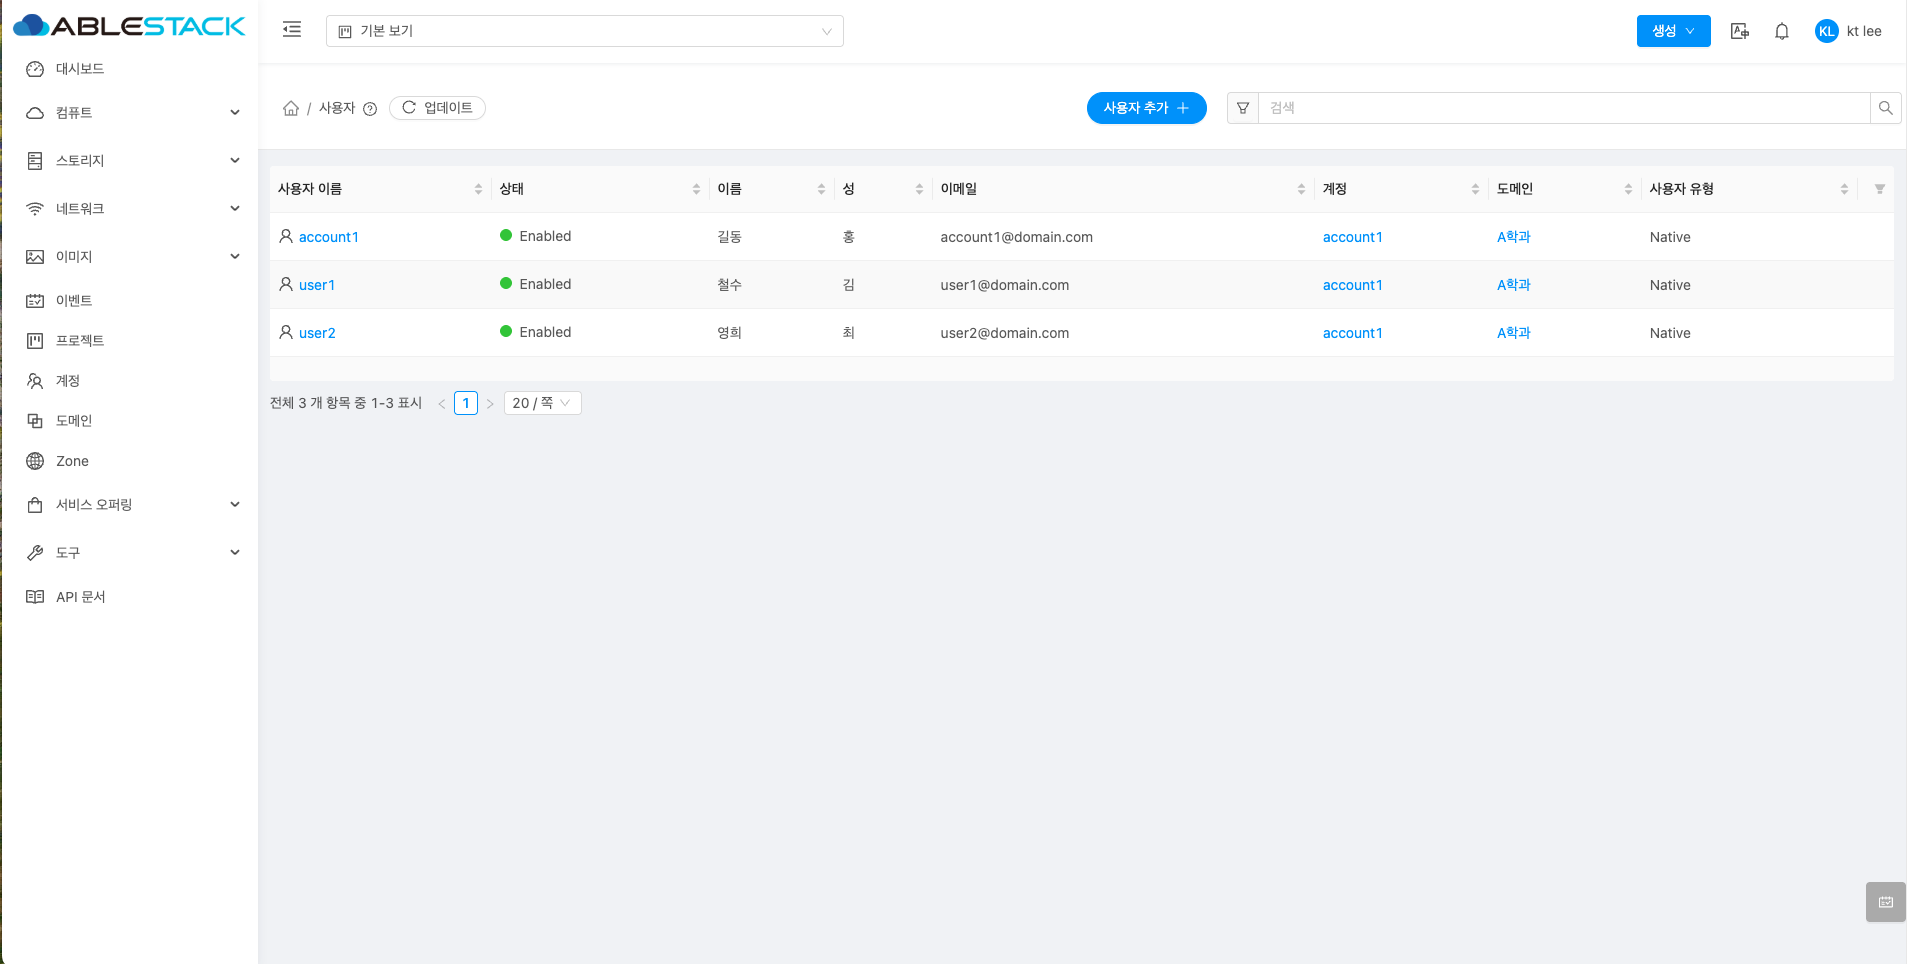 ABLESTACK
기본 보기
생성
KL kt lee
대시보드
컴퓨트
스토리지
네트워크
이미지
이벤트
프로젝트
계정
도메인
Zone
서비스 오퍼링
도구
API 문서
/ 사용자 업데이트
사용자 추가
검색
사용자 이름 상태 이름 성 이메일 계정 도메인 사용자 유형
account1 Enabled 길동 홍 account1@domain.com account1 A학과 Native
user1 Enabled 철수 김 user1@domain.com account1 A학과 Native
user2 Enabled 영희 최 user2@domain.com account1 A학과 Native
전체 3 개 항목 중 1-3 표시 < 1 > 20 / 쪽